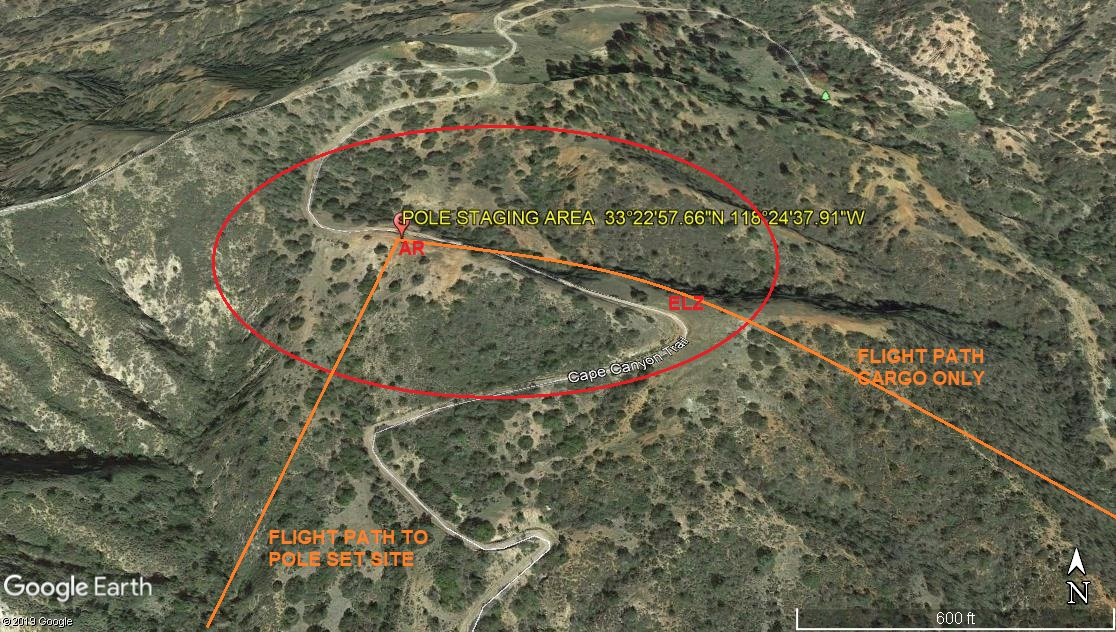 POLE STAGING AREA  33°22'57.66"N 118°24'37.91"W
AR
ELZ
Cape Canyon Trail
FLIGHT PATH
CARGO ONLY
FLIGHT PATH TO
POLE SET SITE
Google Earth
©2019 Google
N
600 ft